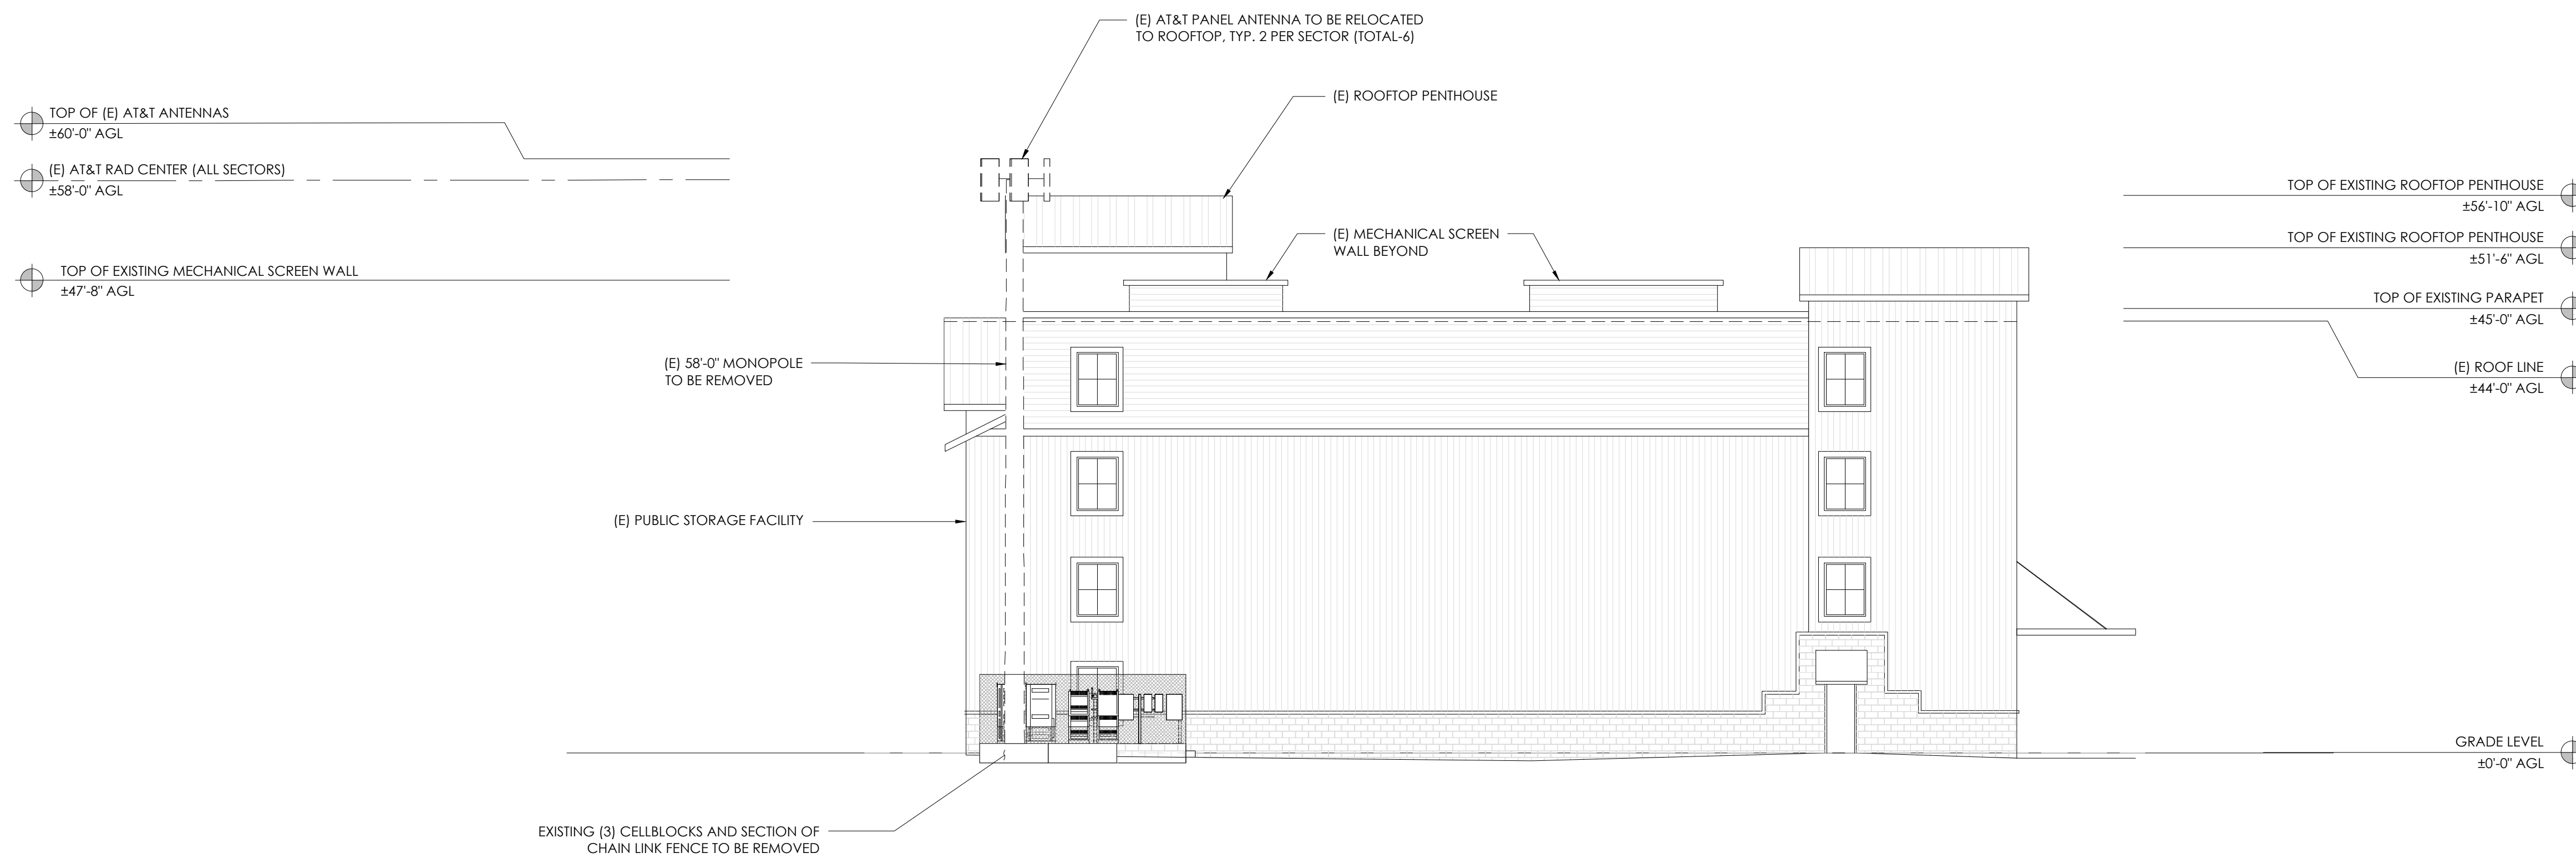 (E) AT&T PANEL ANTENNA TO BE RELOCATED
TO ROOFTOP, TYP. 2 PER SECTOR (TOTAL-6)
(E) ROOFTOP PENTHOUSE
TOP OF (E) AT&T ANTENNAS
±60'-0" AGL
(E) AT&T RAD CENTER (ALL SECTORS)
±58'-0" AGL
TOP OF EXISTING MECHANICAL SCREEN WALL
±47'-8" AGL
(E) MECHANICAL SCREEN
WALL BEYOND
TOP OF EXISTING ROOFTOP PENTHOUSE
±56'-10" AGL
TOP OF EXISTING ROOFTOP PENTHOUSE
±51'-6" AGL
TOP OF EXISTING PARAPET
±45'-0" AGL
(E) ROOF LINE
±44'-0" AGL
(E) 58'-0" MONOPOLE
TO BE REMOVED
(E) PUBLIC STORAGE FACILITY
GRADE LEVEL
±0'-0" AGL
EXISTING (3) CELLBLOCKS AND SECTION OF
CHAIN LINK FENCE TO BE REMOVED